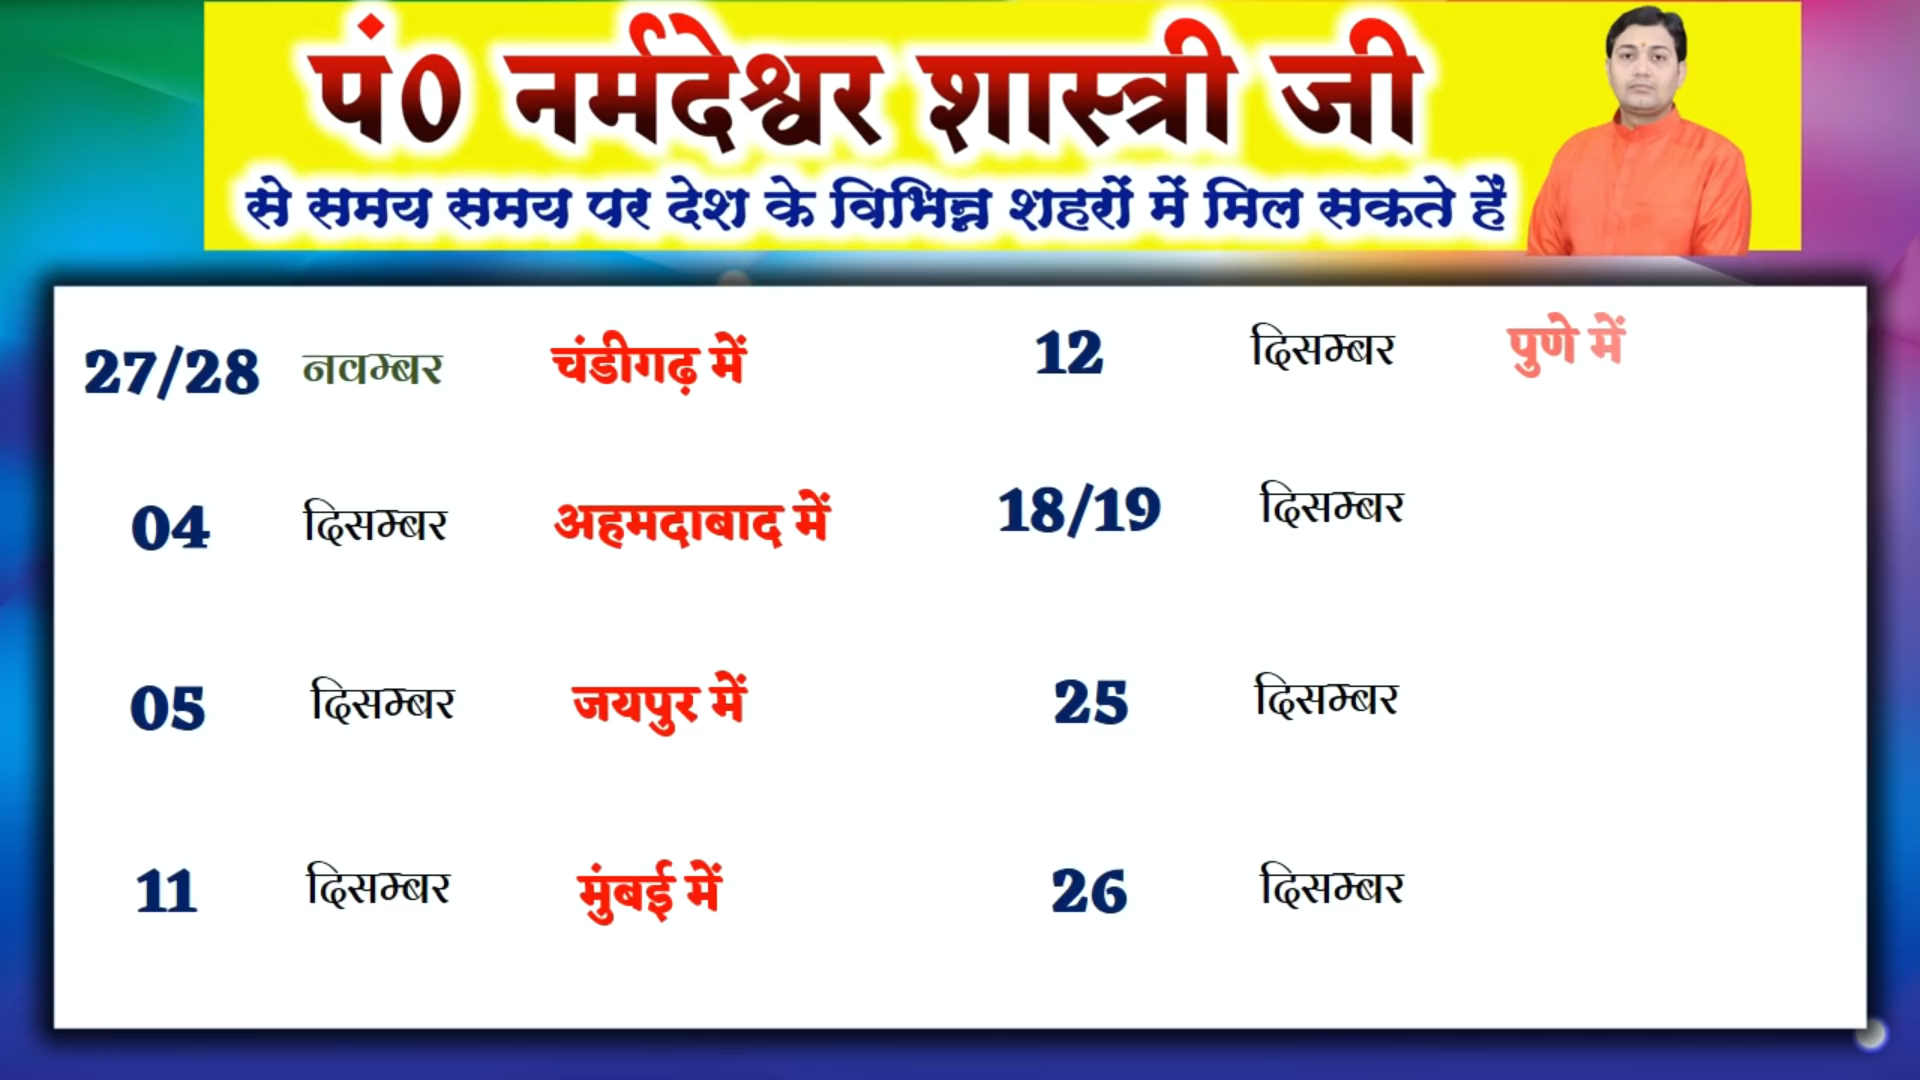 पं0 नर्मदेश्वर शास्त्री जी
से समय समय पर देश के विभिन्न शहरों में मिल सकते हैं
27/28 नवम्बर चंडीगढ़ में
04 दिसम्बर अहमदाबाद में
05 दिसम्बर जयपुर में
11 दिसम्बर मुंबई में
12 दिसम्बर पुणे में
18/19 दिसम्बर
25 दिसम्बर
26 दिसम्बर